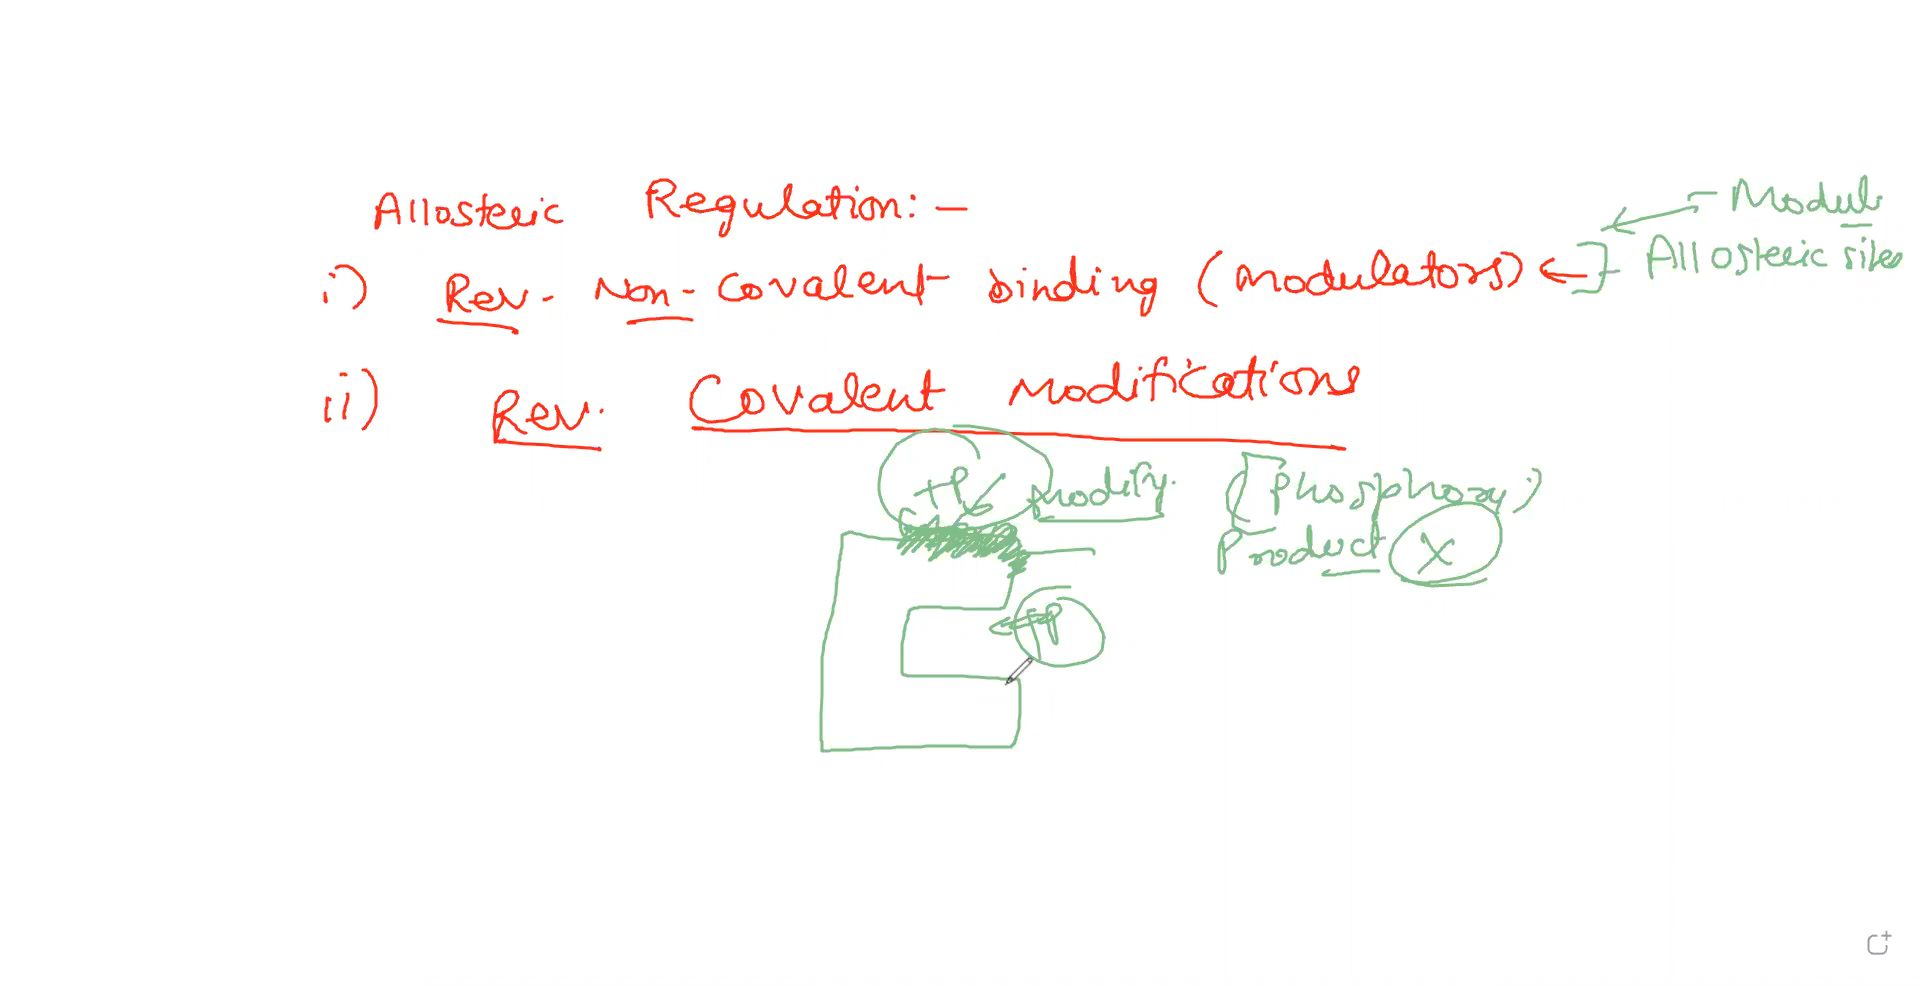 Allosteric Regulation:-
i) Rev- Non-Covalent binding (modulators) ←
- Modul
Allosteric sites
ii) Rev. Covalent Modifications
+P modify. (Phosphory)
Product X
+P